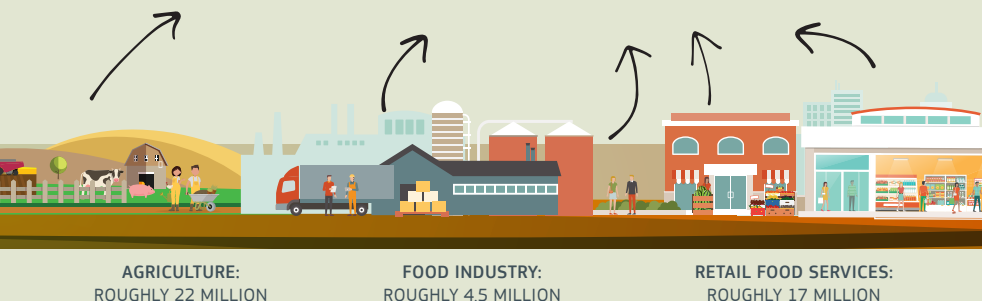 AGRICULTURE:
ROUGHLY 22 MILLION
FOOD INDUSTRY:
ROUGHLY 4.5 MILLION
RETAIL FOOD SERVICES:
ROUGHLY 17 MILLION